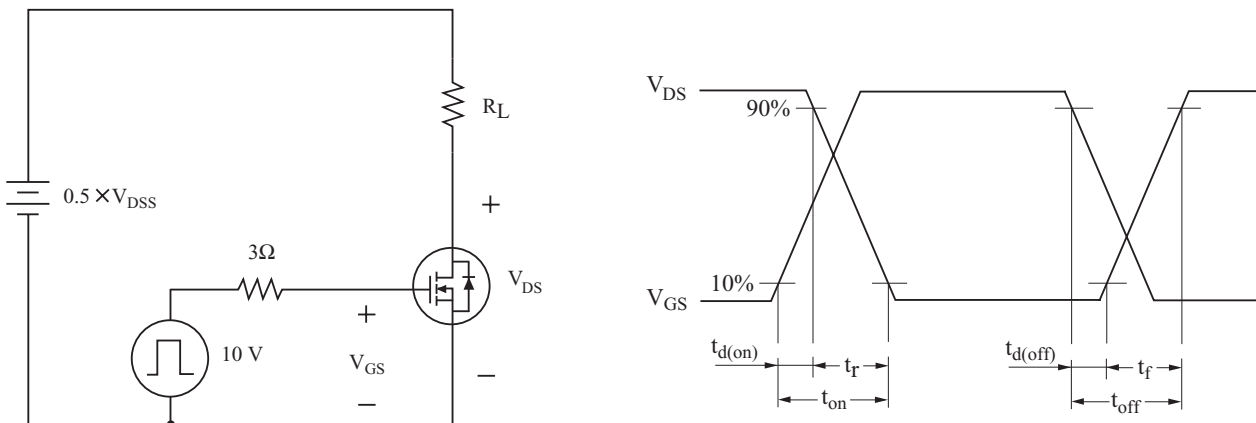 R_L
0.5 × V_DSS
3Ω
V_DS
10 V
V_GS
V_DS
90%
10%
V_GS
t_d(on)
t_r
t_on
t_d(off)
t_f
t_off